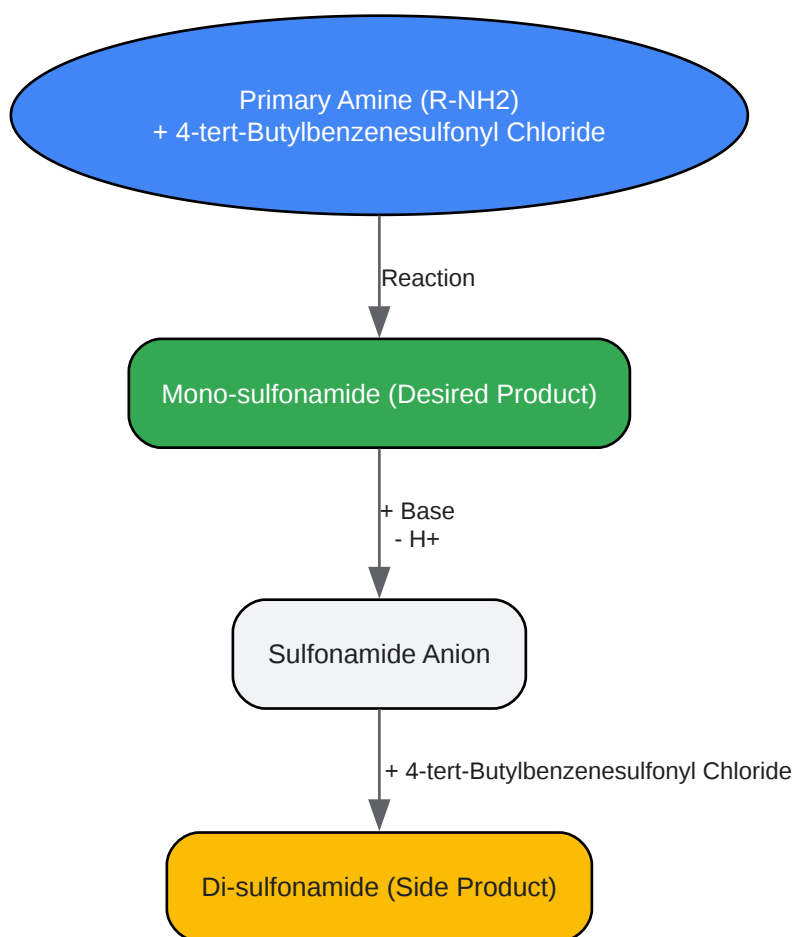 Primary Amine (R-NH2)
+ 4-tert-Butylbenzenesulfonyl Chloride
Reaction
Mono-sulfonamide (Desired Product)
+ Base
- H+
Sulfonamide Anion
+ 4-tert-Butylbenzenesulfonyl Chloride
Di-sulfonamide (Side Product)